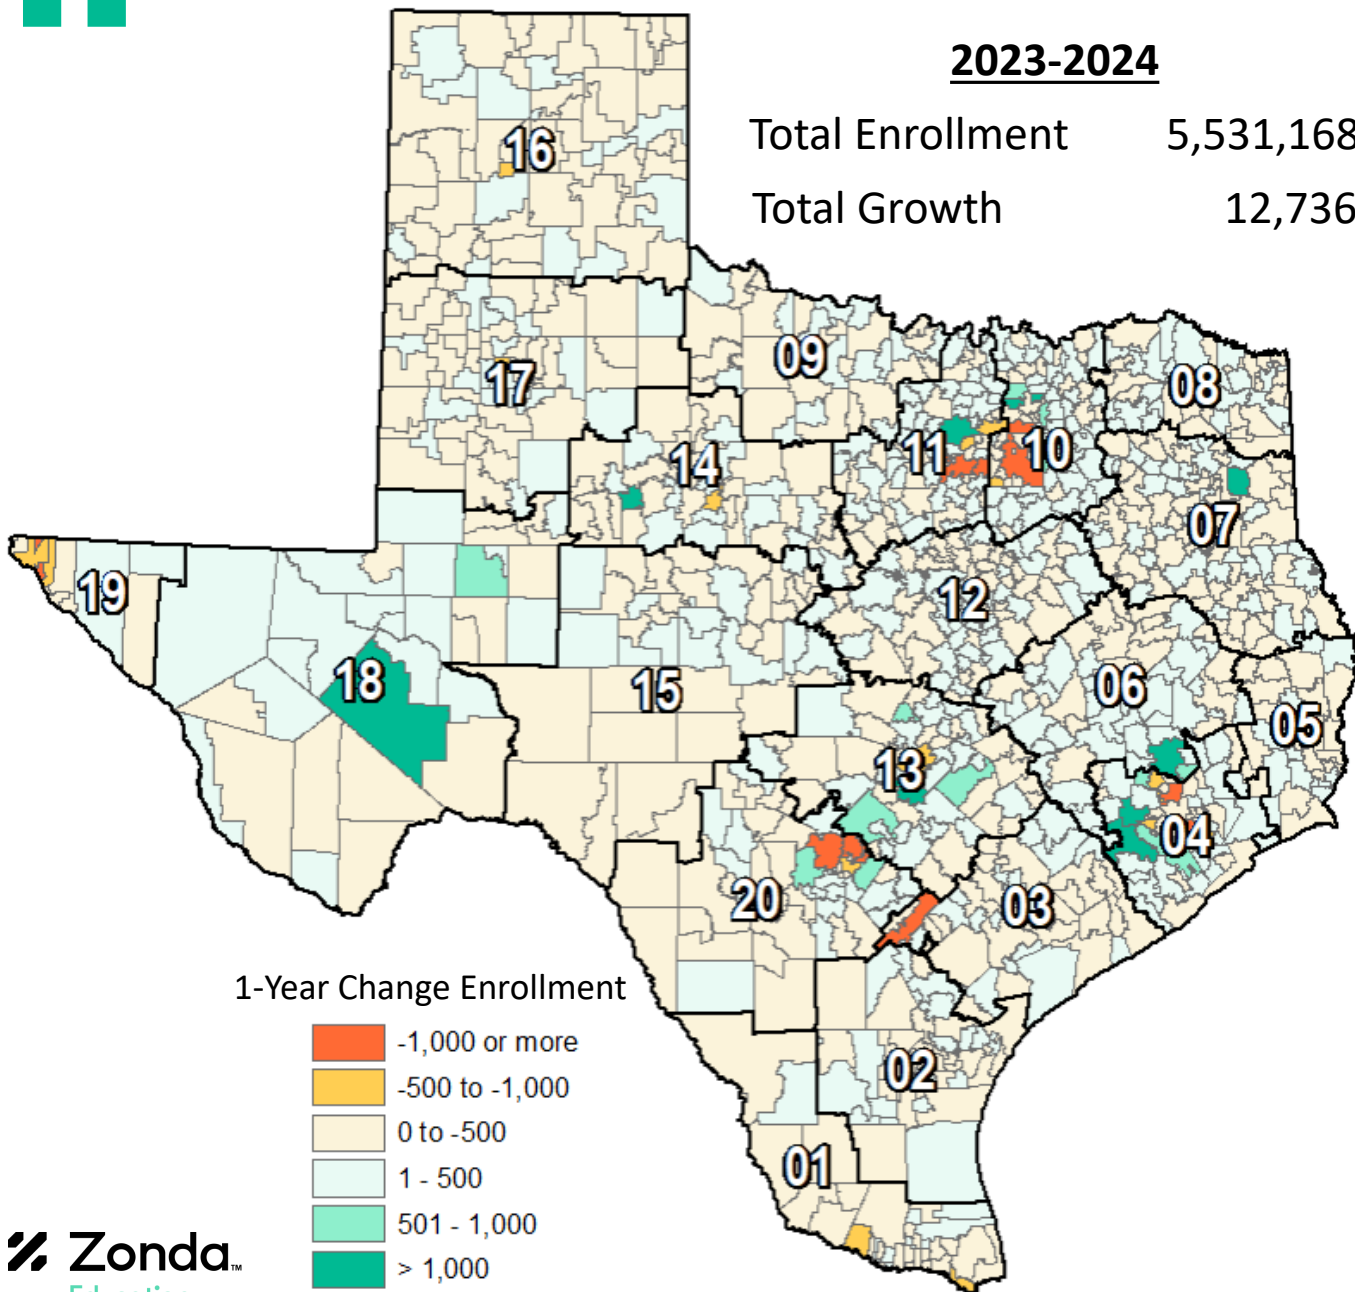 2023-2024
Total Enrollment 5,531,168
Total Growth 12,736
16
17
09
08
11
10
14
07
19
12
18
15
06
05
13
04
20
03
02
01
1-Year Change Enrollment
-1,000 or more
-500 to -1,000
0 to -500
1 - 500
501 - 1,000
> 1,000
Zonda™
Education